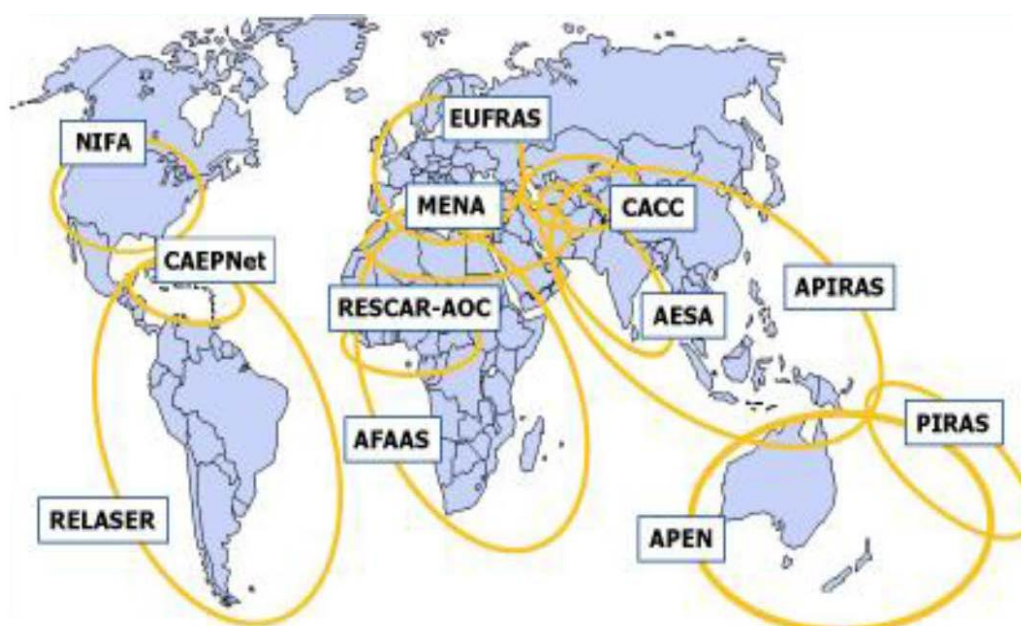 EUFRAS
NIFA
MENA
CACC
CAEPNet
APIRAS
RESCAR-AOC
AESA
PIRAS
AFAAS
RELASER
APEN